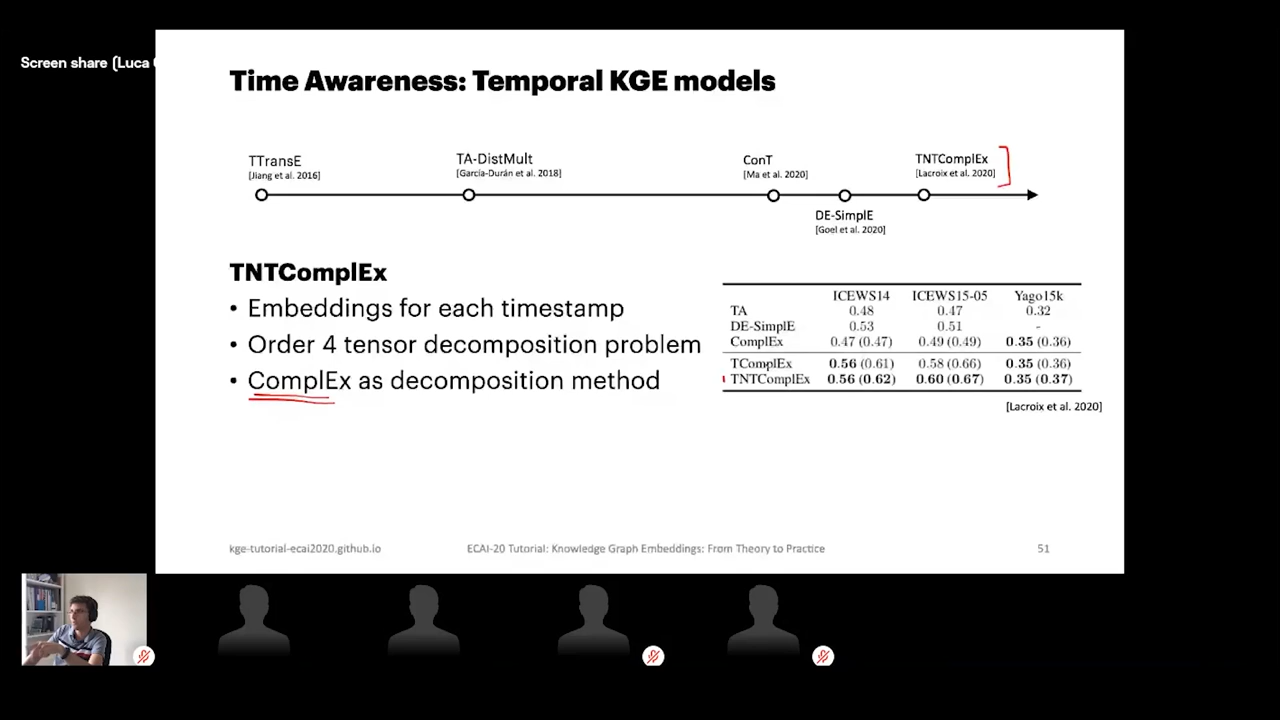 Screen share (Luca
Time Awareness: Temporal KGE models
TTransE
[Jiang et al. 2016]
TA-DistMult
[García-Durán et al. 2018]
ConT
[Ma et al. 2020]
TNTComplEx
[Lacroix et al. 2020]
DE-SimplE
[Goel et al. 2020]
TNTComplEx
• Embeddings for each timestamp
• Order 4 tensor decomposition problem
• ComplEx as decomposition method
ICEWS14 ICEWS15-05 Yago15k
TA 0.48 0.47 0.32
DE-SimplE 0.53 0.51 -
ComplEx 0.47 (0.47) 0.49 (0.49) 0.35 (0.36)
TComplEx 0.56 (0.61) 0.58 (0.66) 0.35 (0.36)
TNTComplEx 0.56 (0.62) 0.60 (0.67) 0.35 (0.37)
[Lacroix et al. 2020]
kge-tutorial-ecai2020.github.io
ECAI-20 Tutorial: Knowledge Graph Embeddings: From Theory to Practice
51